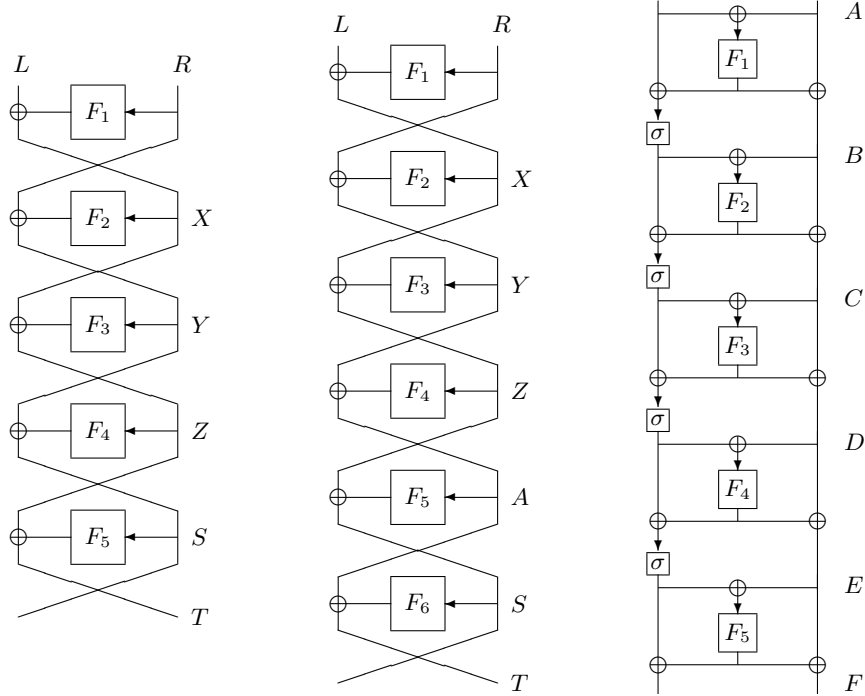 L R
F₁
F₂ X
F₃ Y
F₄ Z
F₅ S
T
L R
F₁
F₂ X
F₃ Y
F₄ Z
F₅ A
F₆ S
T
A
F₁
σ
B
F₂
σ
C
F₃
σ
D
F₄
σ
E
F₅
F